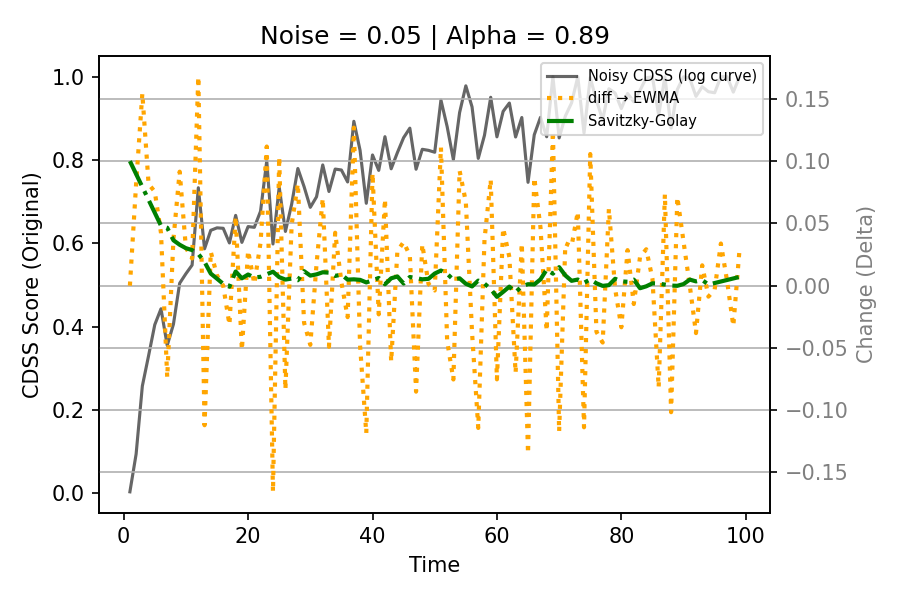 Noise = 0.05 | Alpha = 0.89
Noisy CDSS (log curve)
diff → EWMA
Savitzky-Golay
CDSS Score (Original)
1.0
0.8
0.6
0.4
0.2
0.0
0.15
0.10
0.05
0.00
−0.05
−0.10
−0.15
Change (Delta)
0
20
40
60
80
100
Time